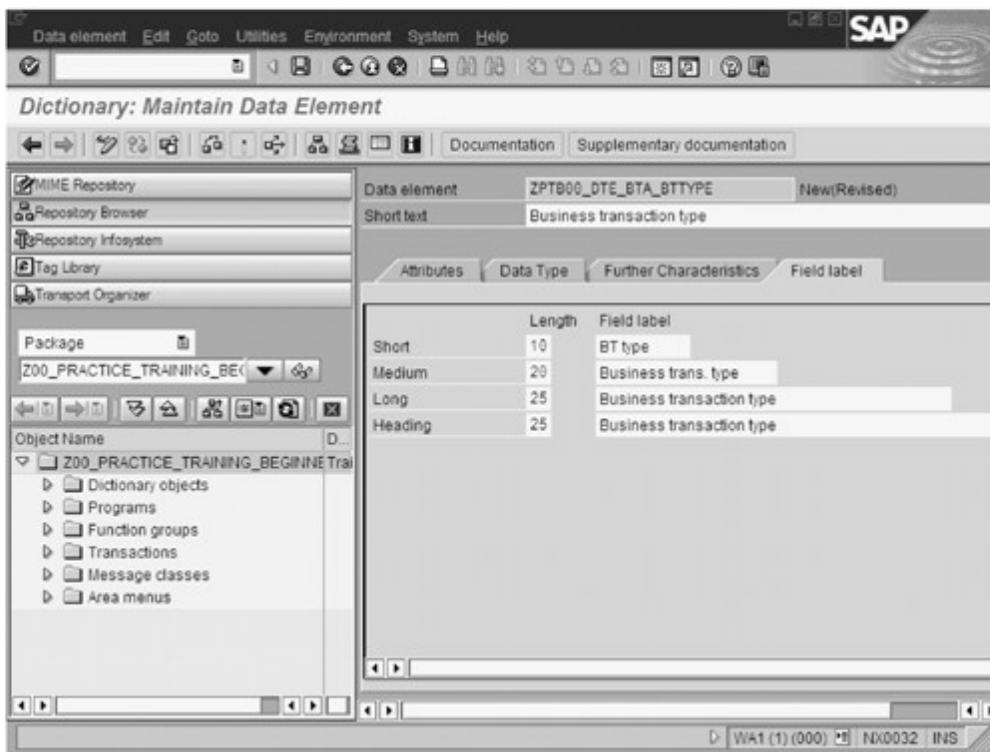 Data element Edit Goto Utilities Environment System Help
SAP
Dictionary: Maintain Data Element
Documentation Supplementary documentation
MIME Repository
Repository Browser
Repository Infosystem
Tag Library
Transport Organizer
Package
Z00_PRACTICE_TRAINING_BEG
Object Name D...
Z00_PRACTICE_TRAINING_BEGINNE Trai
Dictionary objects
Programs
Function groups
Transactions
Message classes
Area menus
Data element ZPTB00_DTE_BTA_BTTYPE New(Revised)
Short text Business transaction type
Attributes Data Type Further Characteristics Field label
Length Field label
Short 10 BT type
Medium 20 Business trans. type
Long 25 Business transaction type
Heading 25 Business transaction type
WA1 (1) (000) NX0032 INS